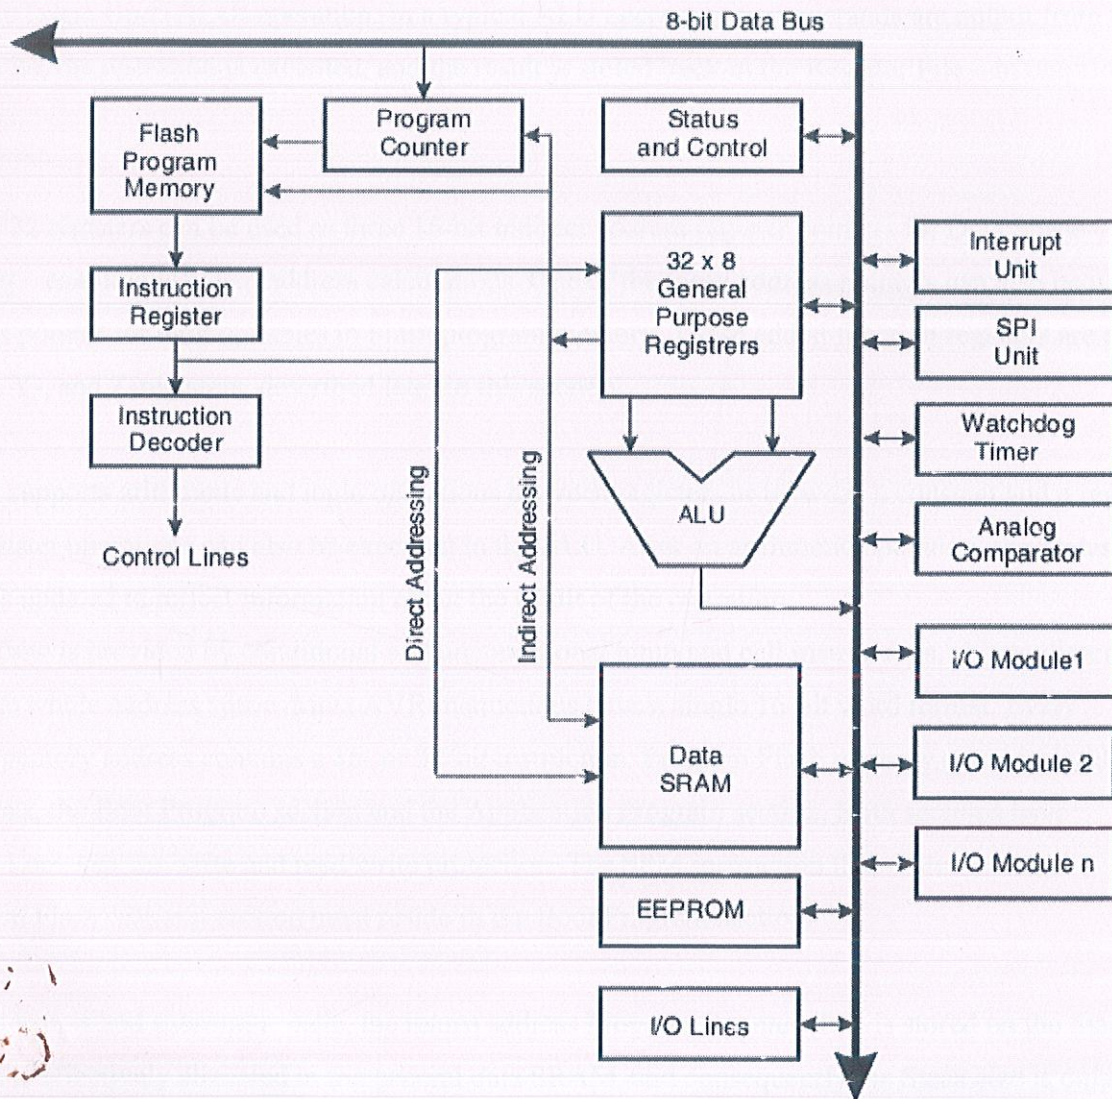 8-bit Data Bus
Flash
Program
Memory
Program
Counter
Status
and Control
Instruction
Register
32 x 8
General
Purpose
Registrers
Interrupt
Unit
SPI
Unit
Instruction
Decoder
Watchdog
Timer
Direct Addressing
Indirect Addressing
ALU
Analog
Comparator
Control Lines
i/O Module1
Data
SRAM
I/O Module 2
I/O Module n
EEPROM
I/O Lines